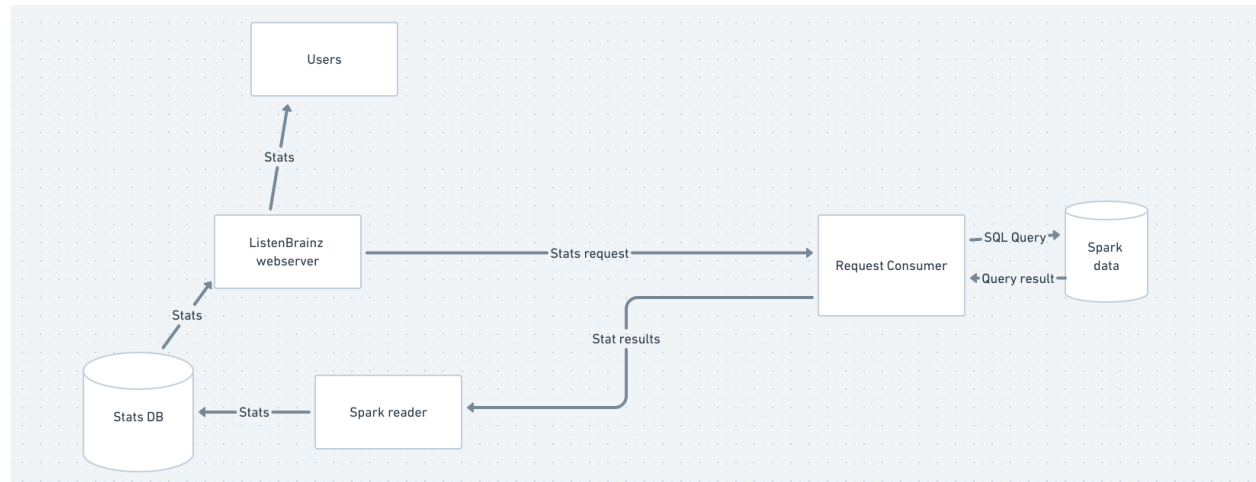 Users
Stats
ListenBrainz
webserver
Stats request
Request Consumer
SQL Query
Query result
Spark
data
Stats
Stat results
Stats DB
Stats
Spark reader